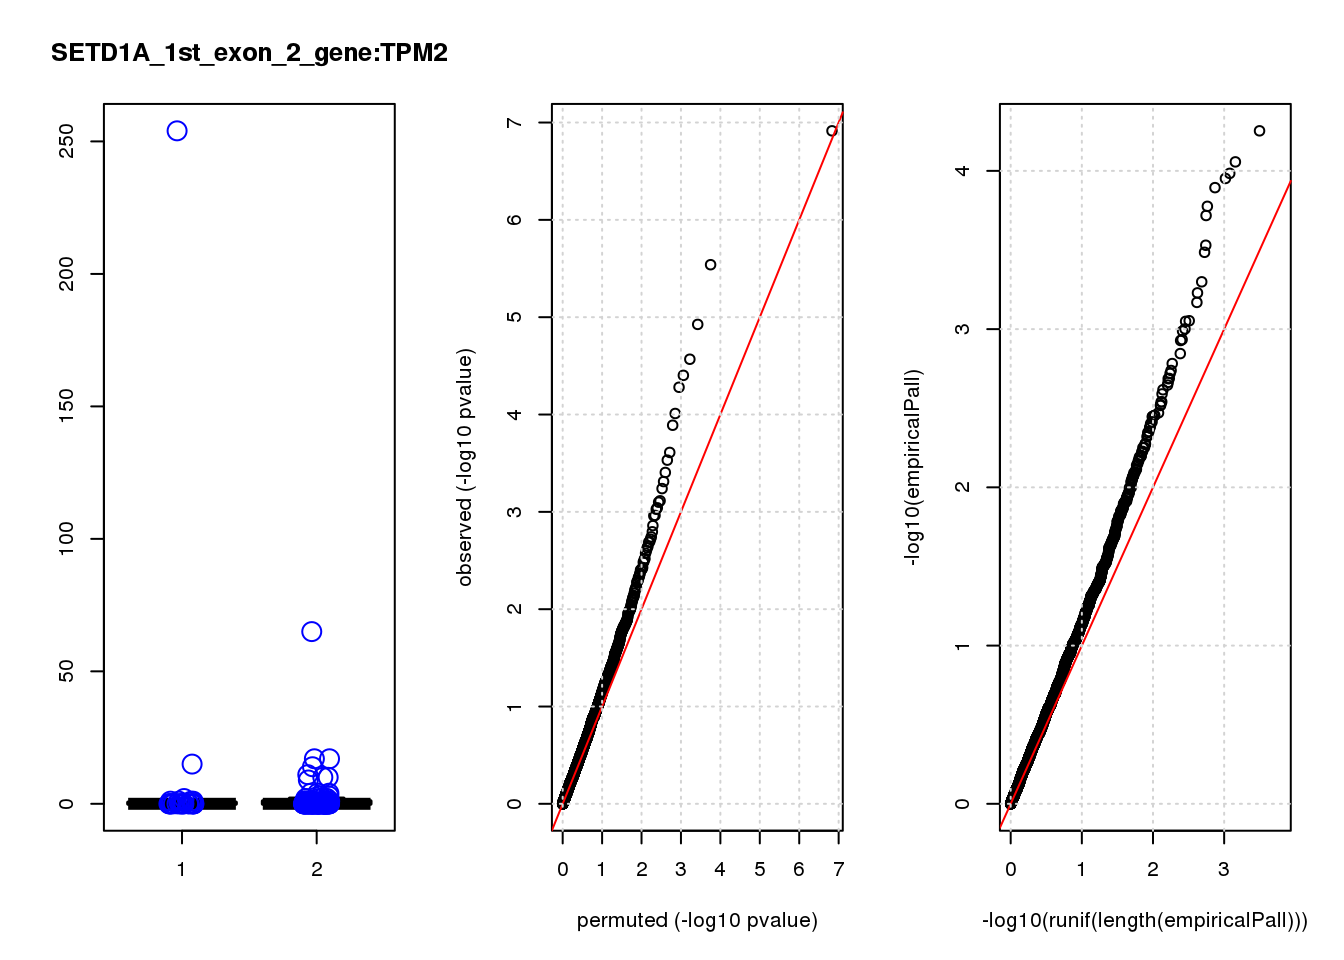 SETD1A_1st_exon_2_gene:TPM2
250
200
150
100
50
0
1 2
observed (-log10 pvalue)
7
6
5
4
3
2
1
0
0 1 2 3 4 5 6 7
permuted (-log10 pvalue)
-log10(empiricalPall)
4
3
2
1
0
0 1 2 3
-log10(runif(length(empiricalPall)))